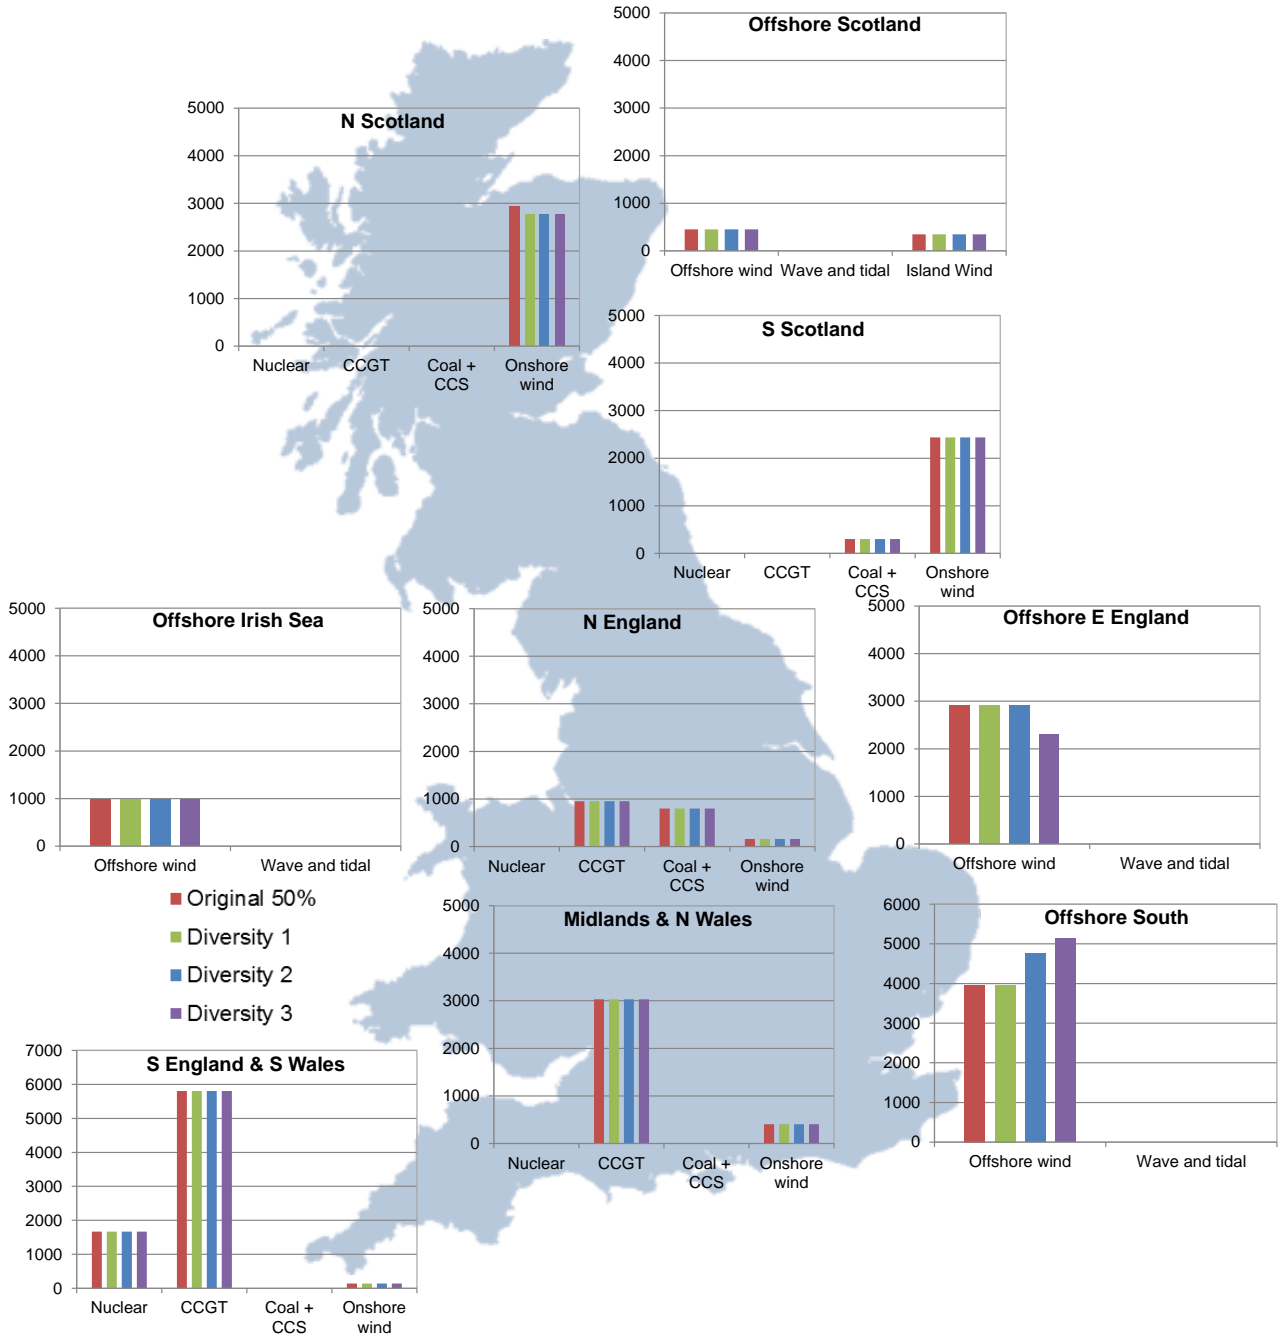 Offshore Scotland
5000
4000
3000
2000
1000
0
Offshore wind Wave and tidal Island Wind
N Scotland
5000
4000
3000
2000
1000
0
Nuclear CCGT Coal + Onshore
CCS wind
S Scotland
5000
4000
3000
2000
1000
0
Nuclear CCGT Coal + Onshore
CCS wind
Offshore Irish Sea
5000
4000
3000
2000
1000
0
Offshore wind Wave and tidal
N England
5000
4000
3000
2000
1000
0
Nuclear CCGT Coal + Onshore
CCS wind
Offshore E England
5000
4000
3000
2000
1000
0
Offshore wind Wave and tidal
Original 50%
Diversity 1
Diversity 2
Diversity 3
Midlands & N Wales
5000
4000
3000
2000
1000
0
Nuclear CCGT Coal + Onshore
CCS wind
Offshore South
6000
5000
4000
3000
2000
1000
0
Offshore wind Wave and tidal
S England & S Wales
7000
6000
5000
4000
3000
2000
1000
0
Nuclear CCGT Coal + Onshore
CCS wind